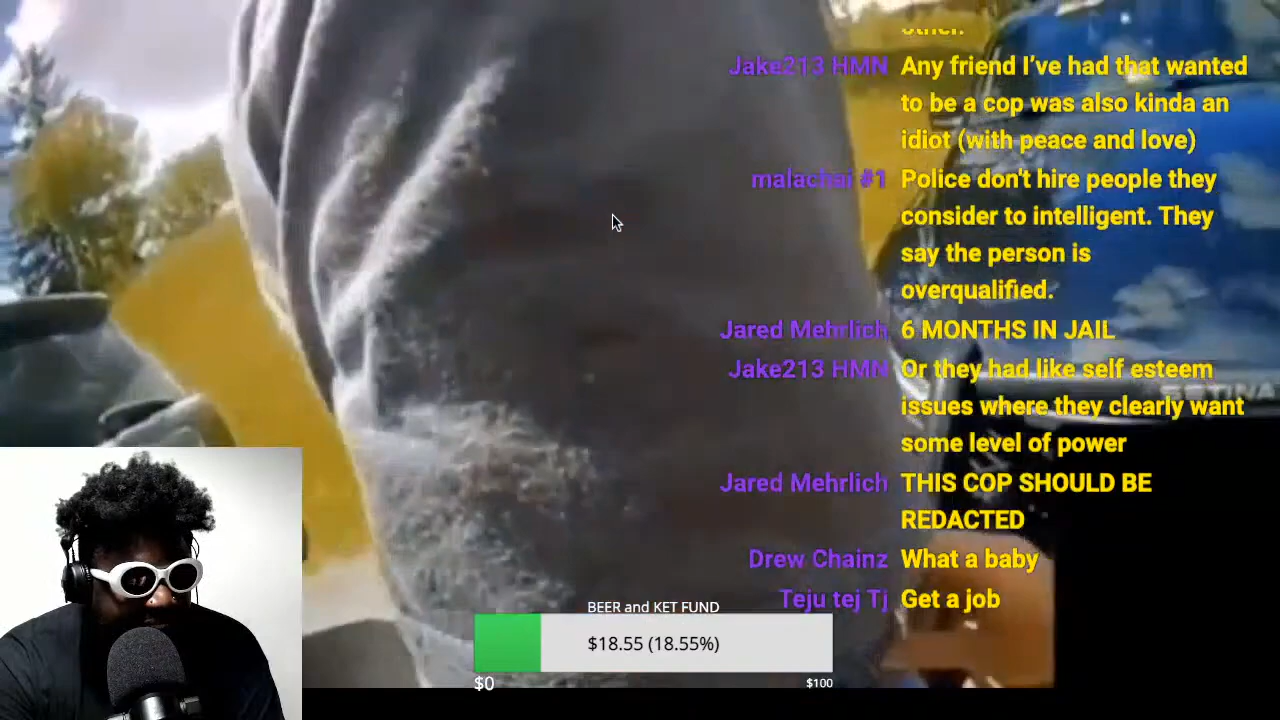 Jake213 HMN Any friend I’ve had that wanted
to be a cop was also kinda an
idiot (with peace and love)
malachai #1 Police don't hire people they
consider to intelligent. They
say the person is
overqualified.
Jared Mehrlich 6 MONTHS IN JAIL
Jake213 HMN Or they had like self esteem
issues where they clearly want
some level of power
Jared Mehrlich THIS COP SHOULD BE
REDACTED
Drew Chainz What a baby
Teju tej Tj Get a job
BEER and KET FUND
$18.55 (18.55%)
$0 $100